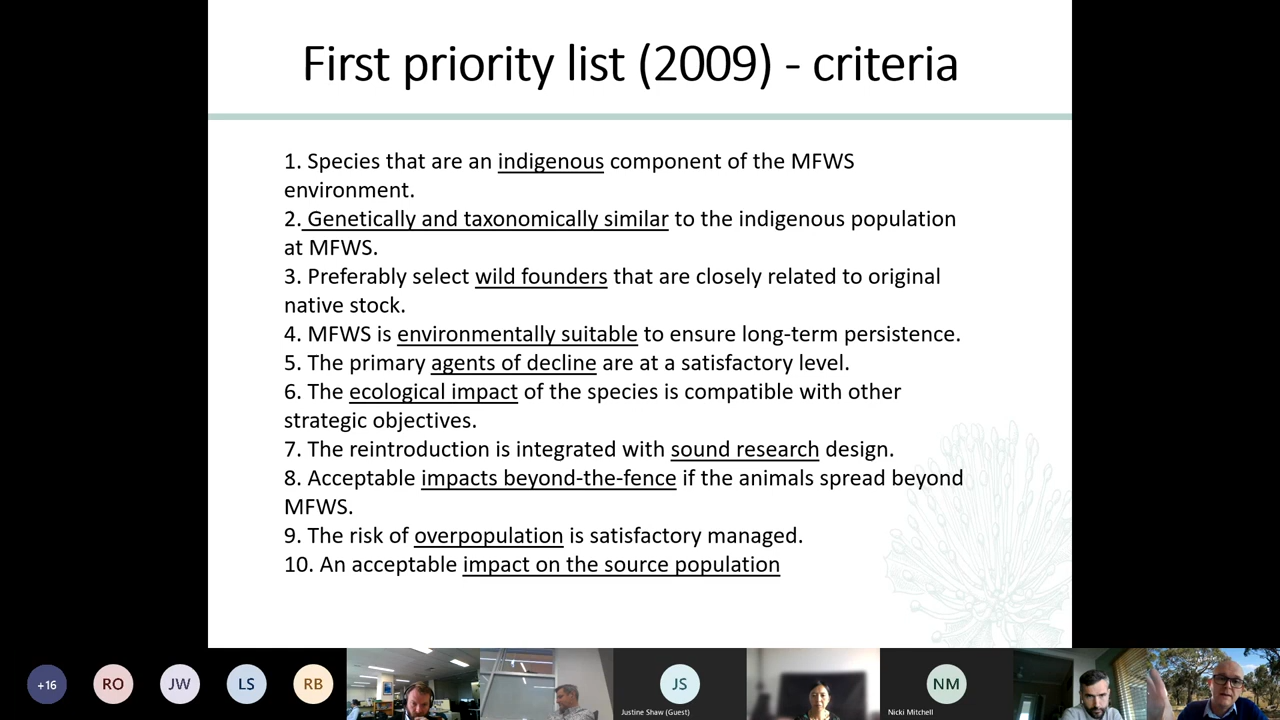 First priority list (2009) - criteria
1. Species that are an indigenous component of the MFWS
environment.
2. Genetically and taxonomically similar to the indigenous population
at MFWS.
3. Preferably select wild founders that are closely related to original
native stock.
4. MFWS is environmentally suitable to ensure long-term persistence.
5. The primary agents of decline are at a satisfactory level.
6. The ecological impact of the species is compatible with other
strategic objectives.
7. The reintroduction is integrated with sound research design.
8. Acceptable impacts beyond-the-fence if the animals spread beyond
MFWS.
9. The risk of overpopulation is satisfactory managed.
10. An acceptable impact on the source population
+16
RO
JW
LS
RB
JS
Justine Shaw (Guest)
NM
Nicki Mitchell